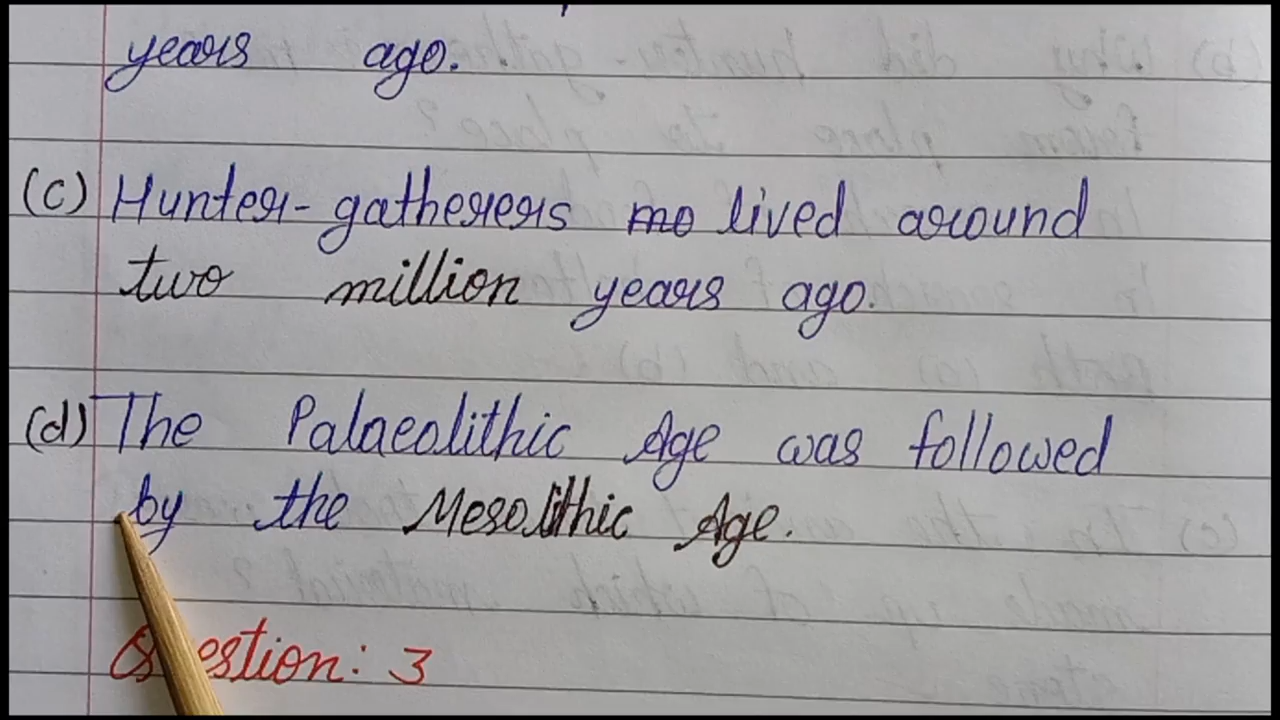 years ago.
(c) Hunter-gatherers mo lived around
two million years ago.
(d) The Palaeolithic Age was followed
by the Mesolithic Age.
Question: 3